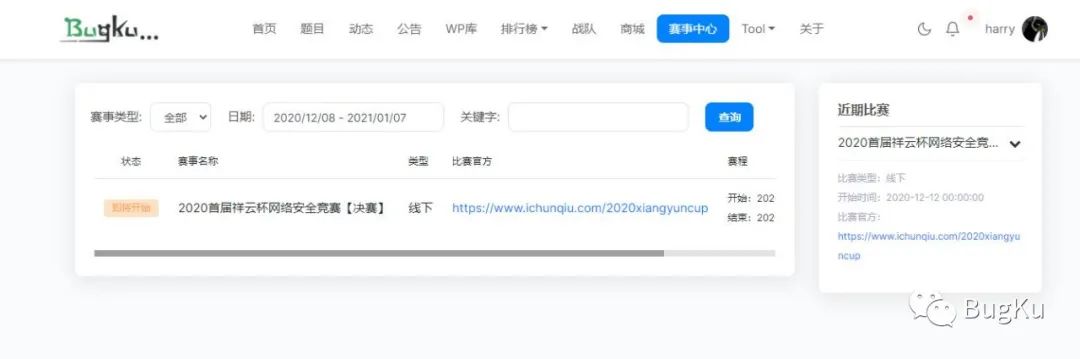 Bugku...
首页 题目 动态 公告 WP库 排行榜 战队 商城 赛事中心 Tool 关于 harry
赛事类型: 全部 日期: 2020/12/08 - 2021/01/07 关键字: 查询
状态 赛事名称 类型 比赛官方 赛程
即将开始 2020首届祥云杯网络安全竞赛【决赛】 线下 https://www.ichunqiu.com/2020xiangyuncup
开始: 202
结束: 202
近期比赛
2020首届祥云杯网络安全竞...
比赛类型: 线下
开始时间: 2020-12-12 00:00:00
比赛官方:
https://www.ichunqiu.com/2020xiangyu
ncup
BugKu